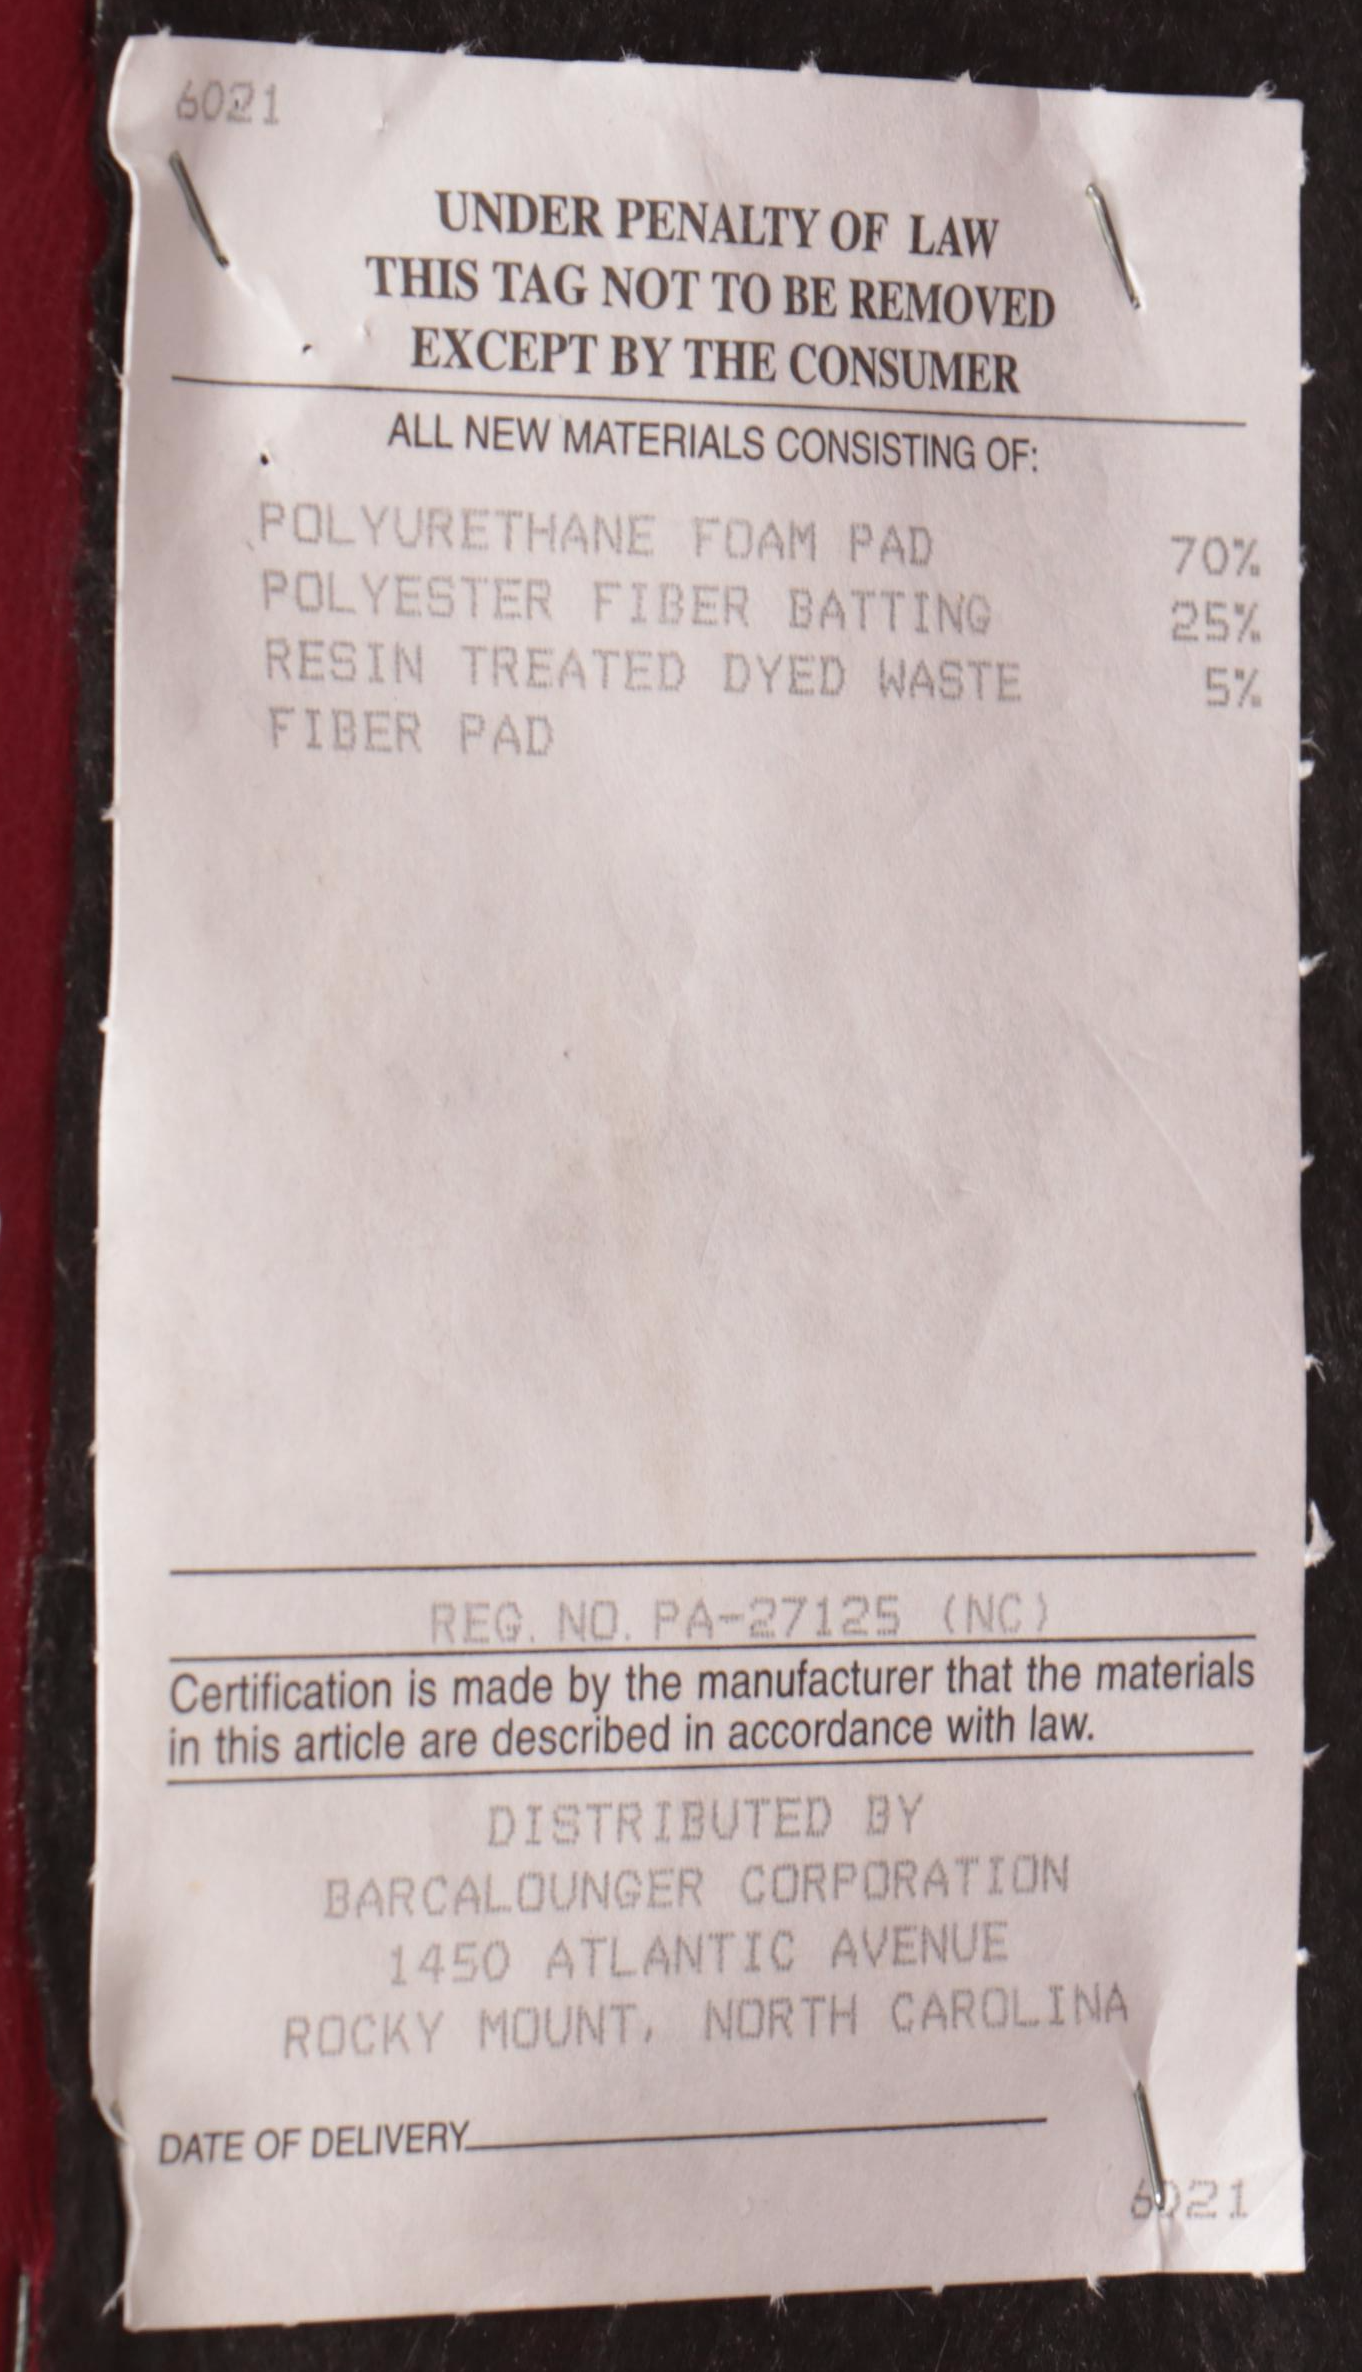 6021
UNDER PENALTY OF LAW
THIS TAG NOT TO BE REMOVED
EXCEPT BY THE CONSUMER
ALL NEW MATERIALS CONSISTING OF:
POLYURETHANE FOAM PAD 70%
POLYESTER FIBER BATTING 25%
RESIN TREATED DYED WASTE 5%
FIBER PAD
REG. NO. PA-27125 (NC)
Certification is made by the manufacturer that the materials
in this article are described in accordance with law.
DISTRIBUTED BY
BARCALOUNGER CORPORATION
1450 ATLANTIC AVENUE
ROCKY MOUNT, NORTH CAROLINA
DATE OF DELIVERY
6021